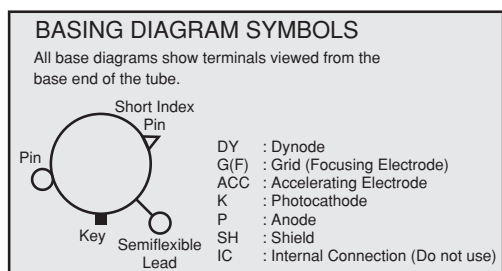 BASING DIAGRAM SYMBOLS
All base diagrams show terminals viewed from the
base end of the tube.
Short Index
Pin
Pin
Key
Semiflexible
Lead
DY : Dynode
G(F) : Grid (Focusing Electrode)
ACC : Accelerating Electrode
K : Photocathode
P : Anode
SH : Shield
IC : Internal Connection (Do not use)